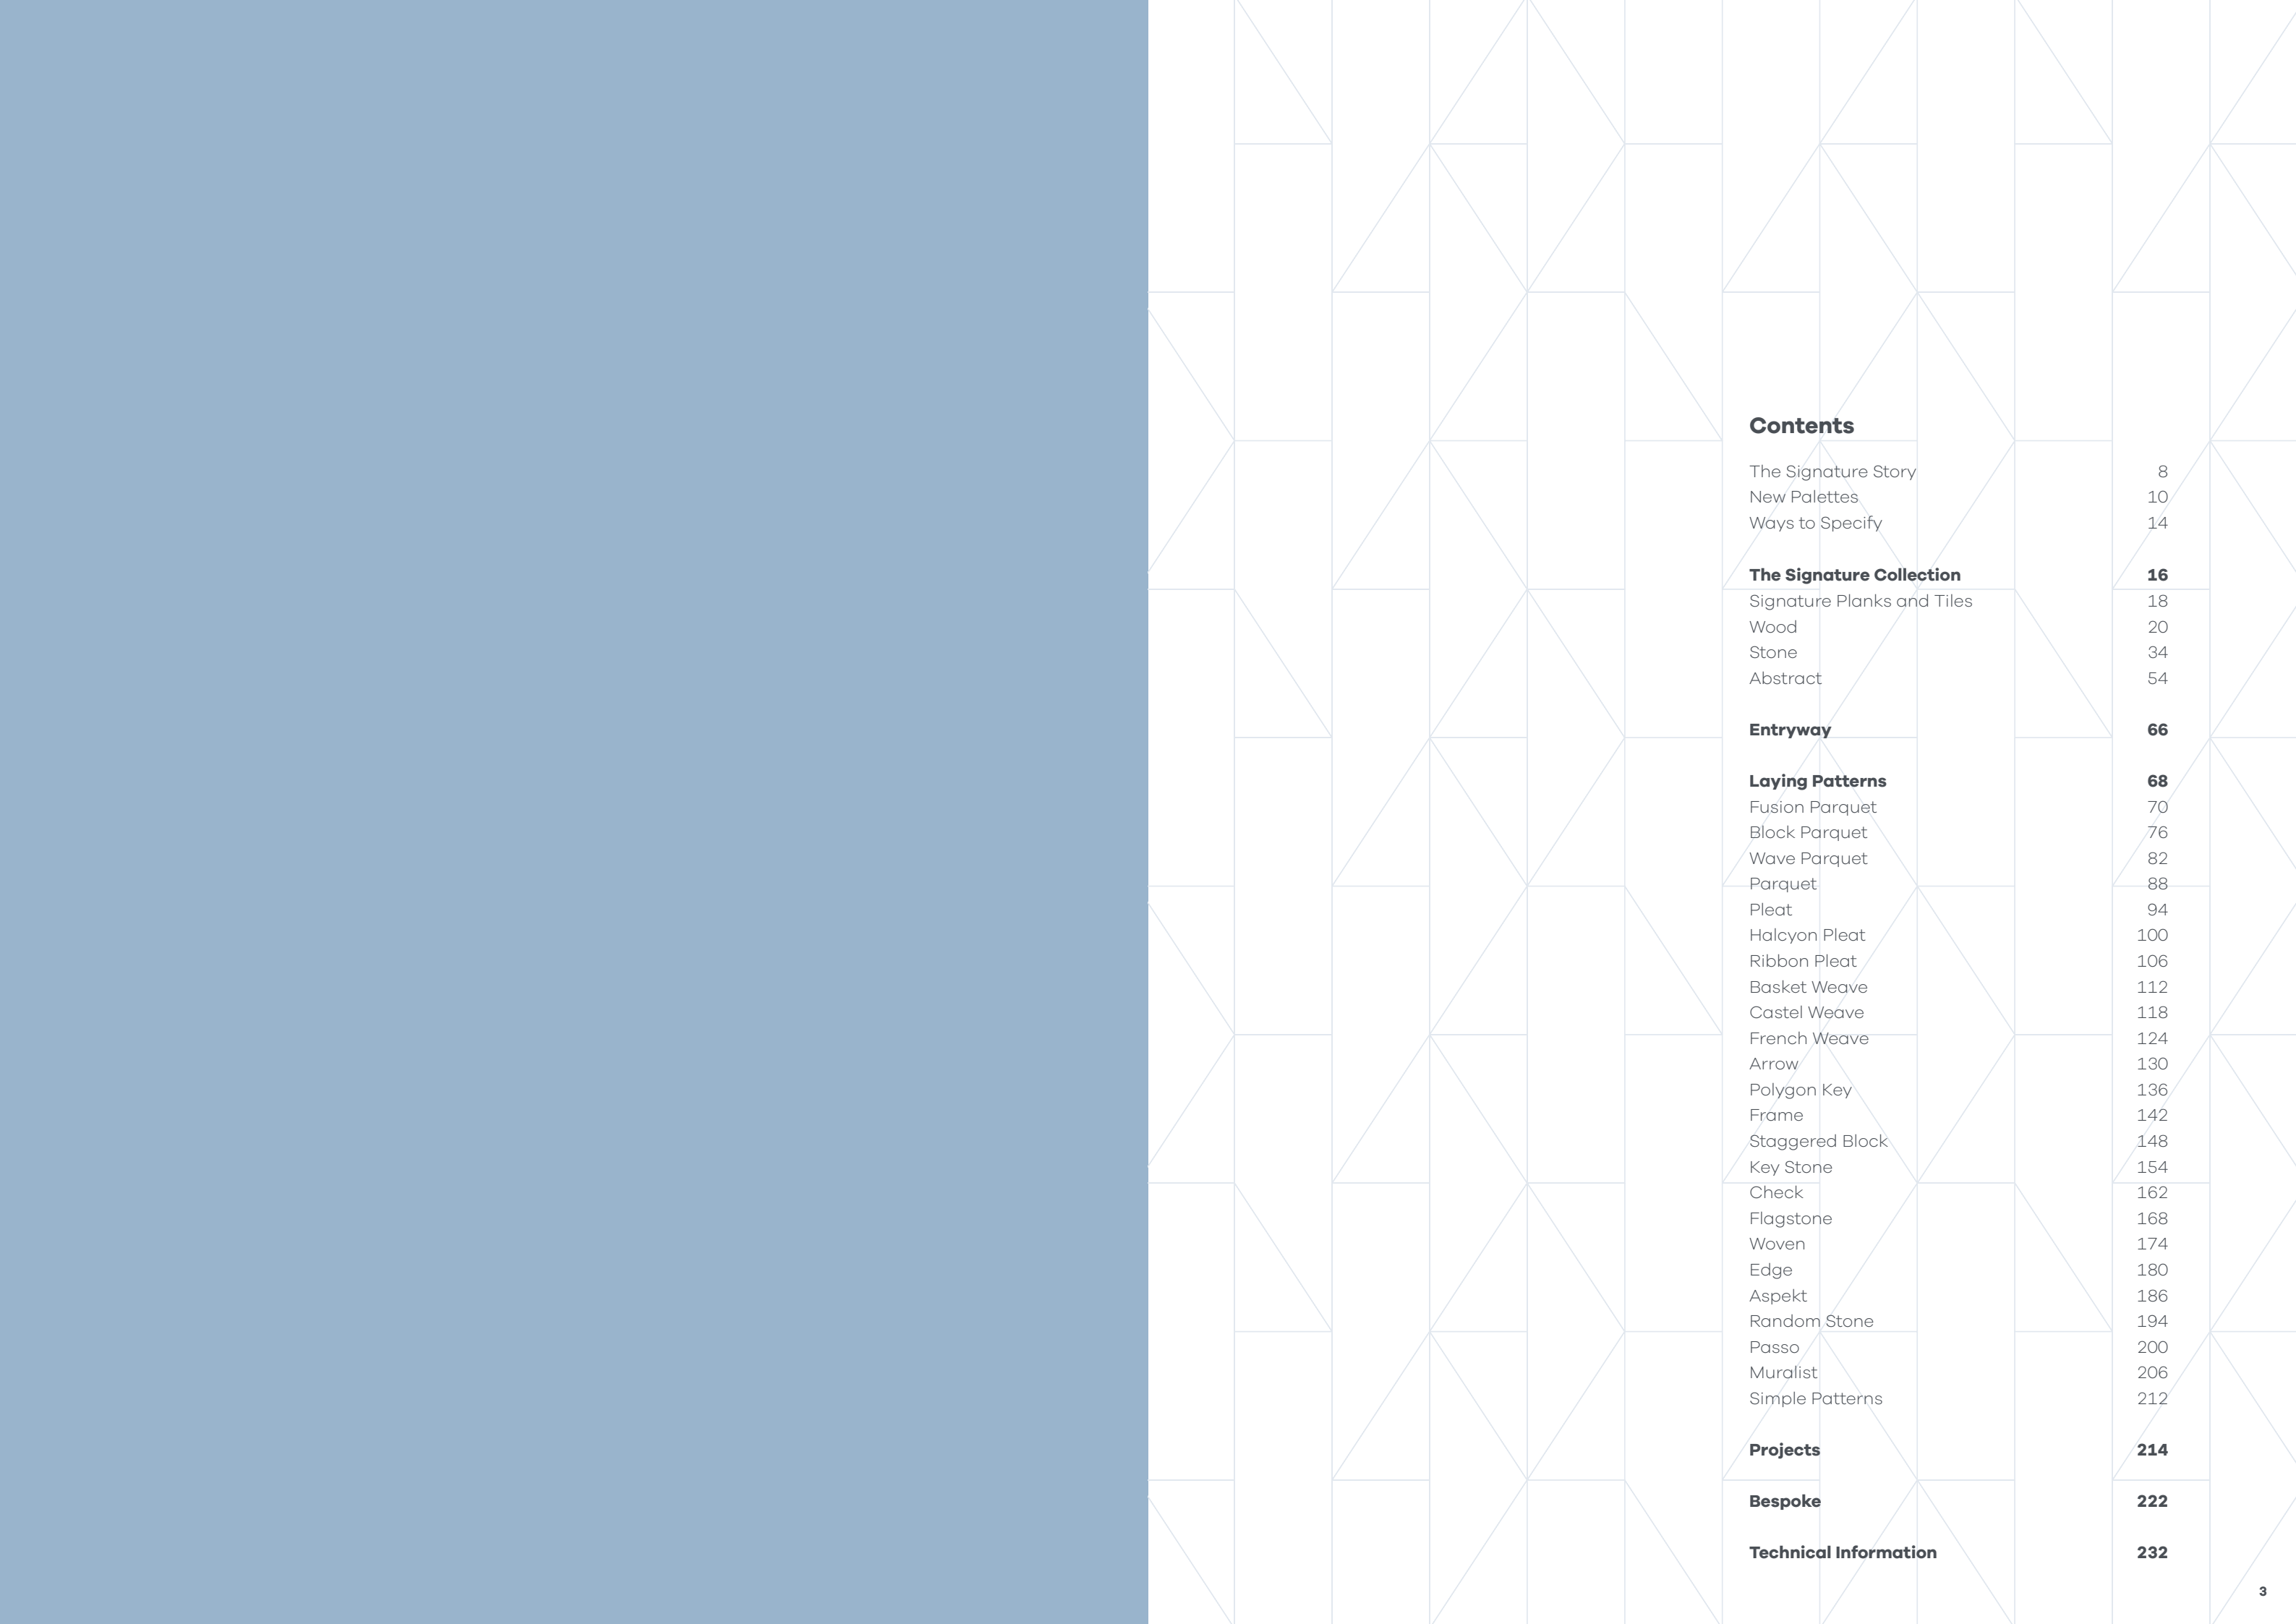 Contents
The Signature Story 8
New Palettes 10
Ways to Specify 14
The Signature Collection 16
Signature Planks and Tiles 18
Wood 20
Stone 34
Abstract 54
Entryway 66
Laying Patterns 68
Fusion Parquet 70
Block Parquet 76
Wave Parquet 82
Parquet 88
Pleat 94
Halcyon Pleat 100
Ribbon Pleat 106
Basket Weave 112
Castel Weave 118
French Weave 124
Arrow 130
Polygon Key 136
Frame 142
Staggered Block 148
Key Stone 154
Check 162
Flagstone 168
Woven 174
Edge 180
Aspekt 186
Random Stone 194
Passo 200
Muralist 206
Simple Patterns 212
Projects 214
Bespoke 222
Technical Information 232
3